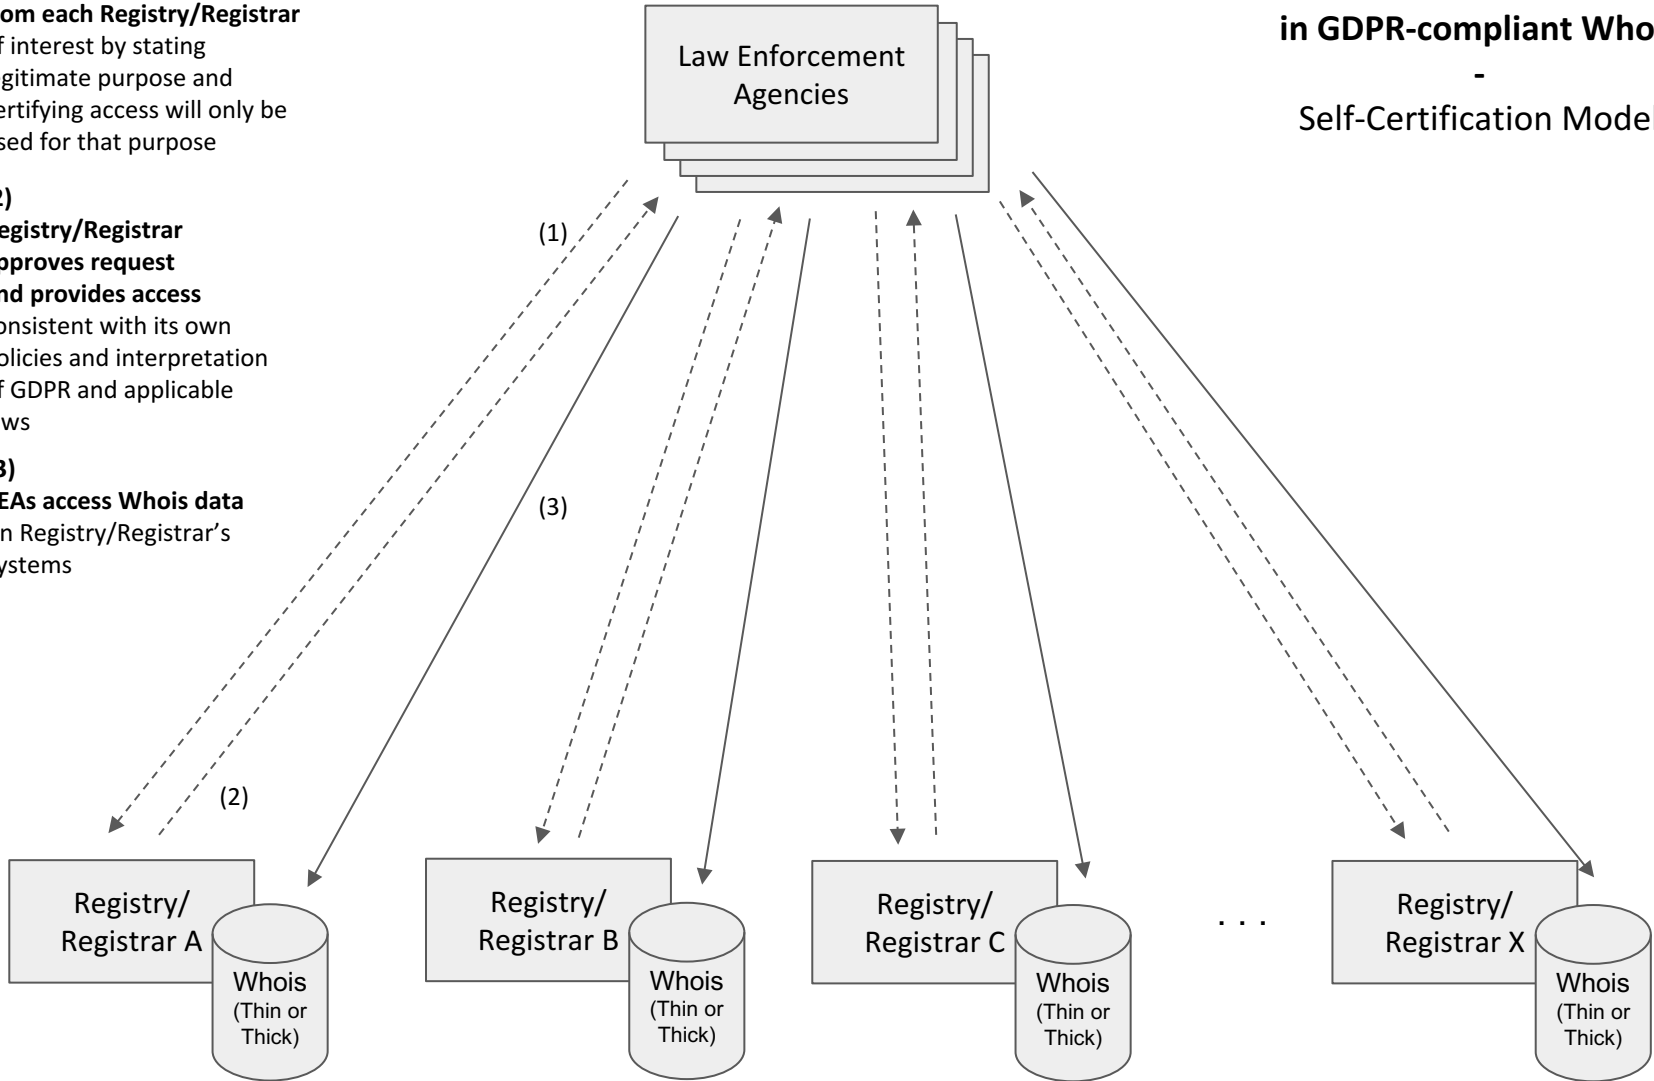 om each Registry/Registrar
f interest by stating
egitimate purpose and
ertifying access will only be
sed for that purpose
2)
egistry/Registrar
pproves request
nd provides access
onsistent with its own
olicies and interpretation
f GDPR and applicable
ws
3)
EAs access Whois data
n Registry/Registrar’s
ystems
Law Enforcement
Agencies
in GDPR-compliant Who
-
Self-Certification Model
(1)
(3)
(2)
Registry/
Registrar A
Whois
(Thin or
Thick)
Registry/
Registrar B
Whois
(Thin or
Thick)
Registry/
Registrar C
Whois
(Thin or
Thick)
. . .
Registry/
Registrar X
Whois
(Thin or
Thick)